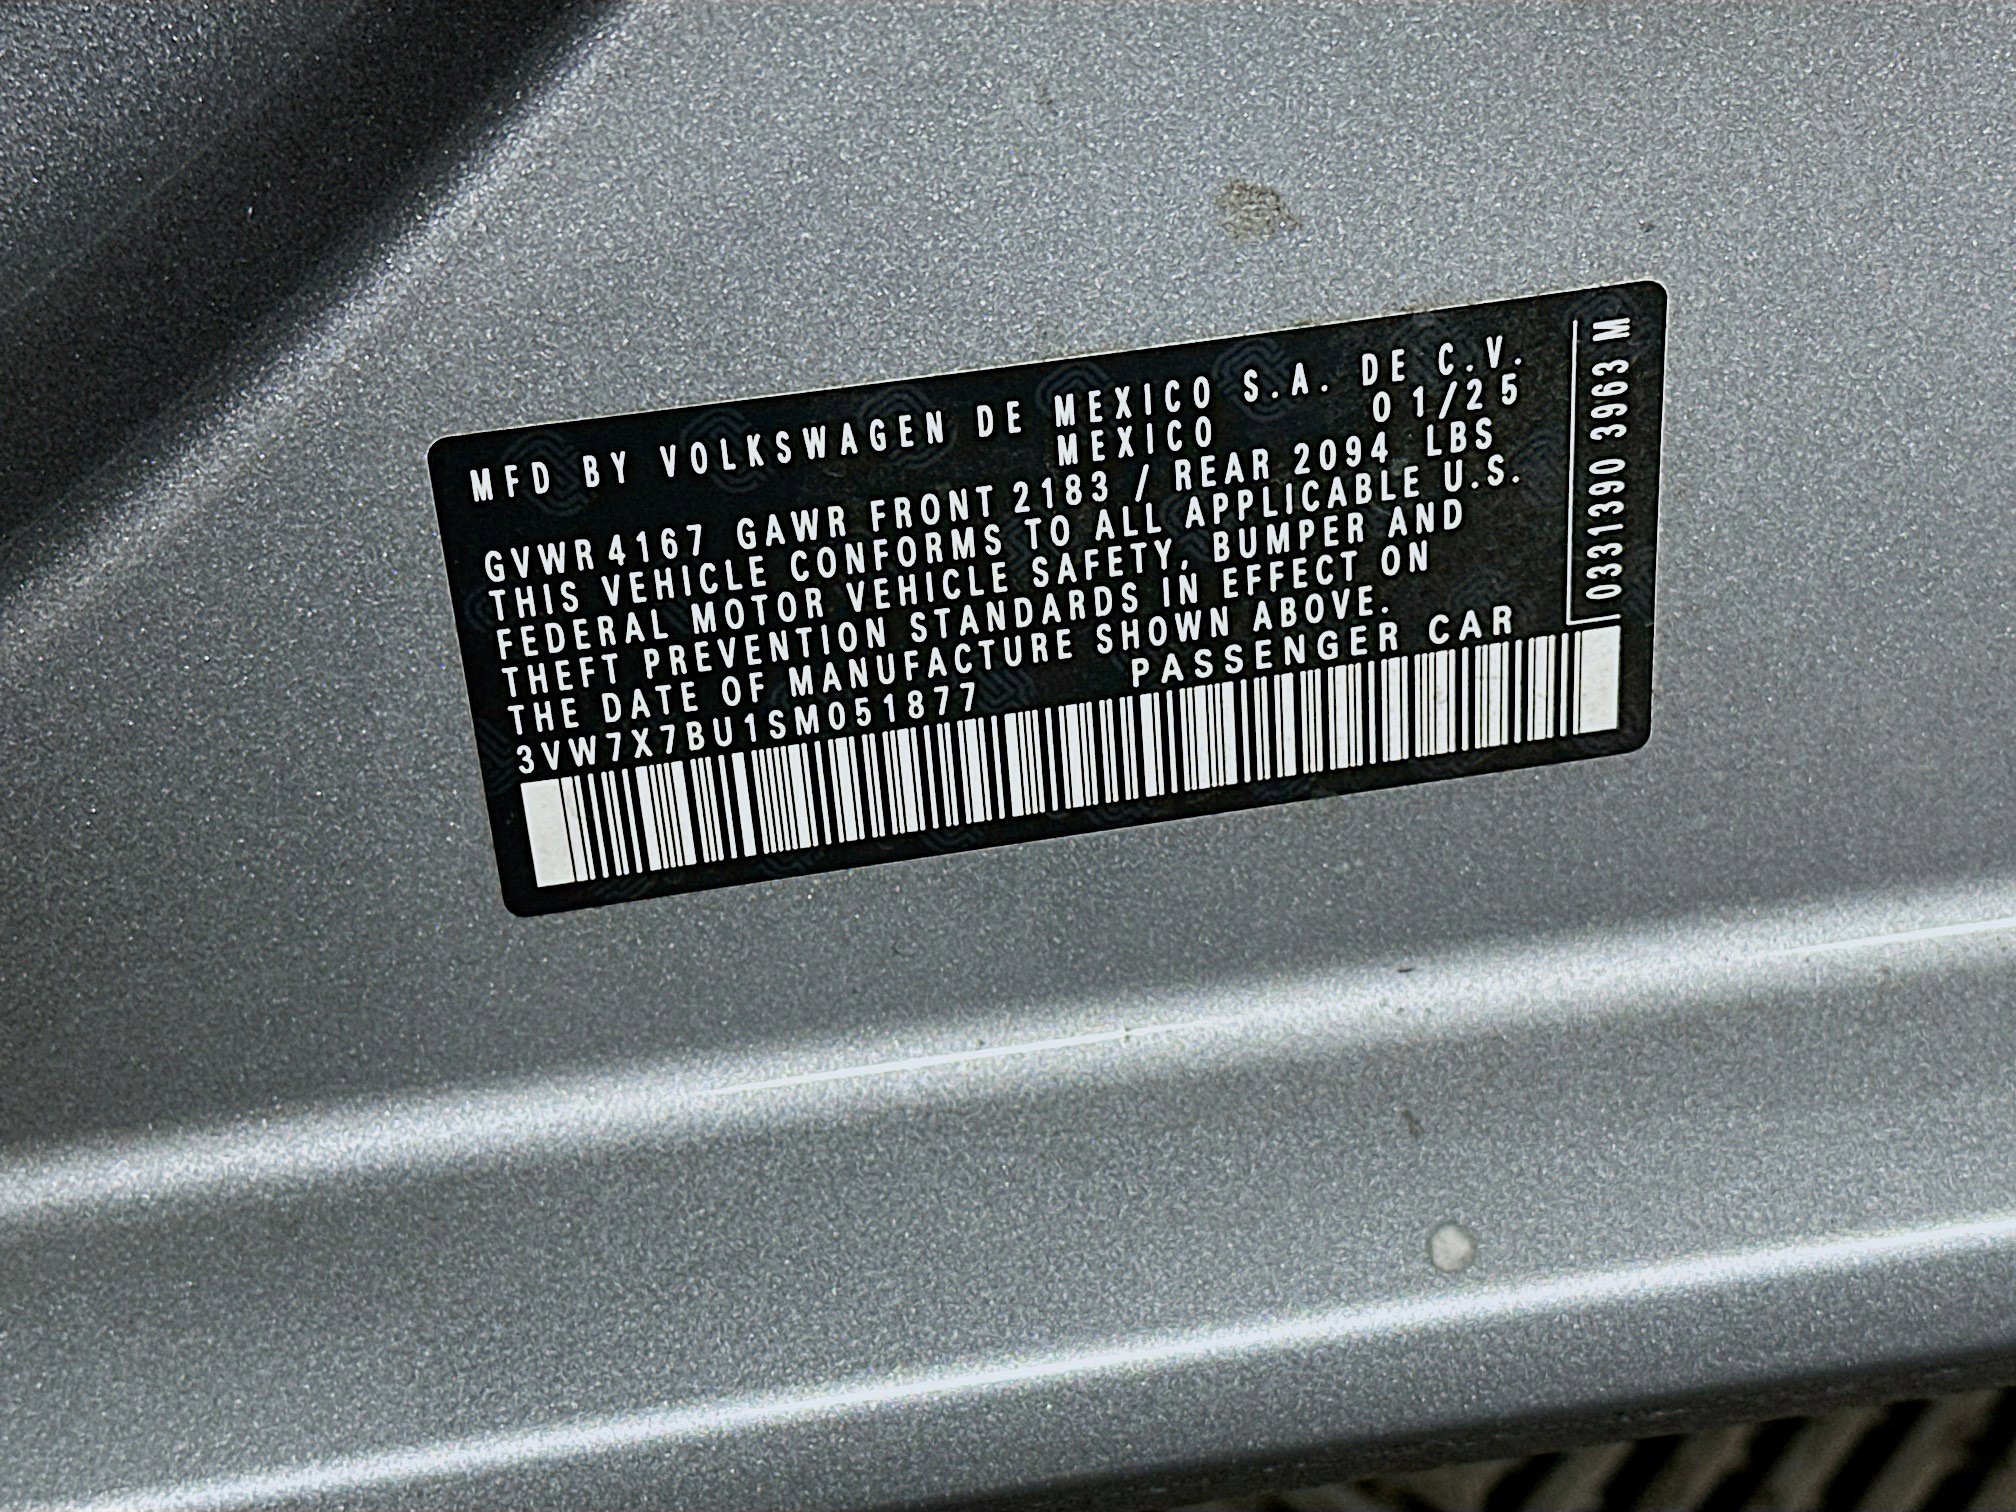 MFD BY VOLKSWAGEN DE MEXICO S.A. DE C.V.
MEXICO 01/25
GVWR 4167 GAWR FRONT 2183 / REAR 2094 LBS
THIS VEHICLE CONFORMS TO ALL APPLICABLE U.S.
FEDERAL MOTOR VEHICLE SAFETY, BUMPER AND
THEFT PREVENTION STANDARDS IN EFFECT ON
THE DATE OF MANUFACTURE SHOWN ABOVE.
3VW7X7BU1SM051877 PASSENGER CAR
0331390 3963 M